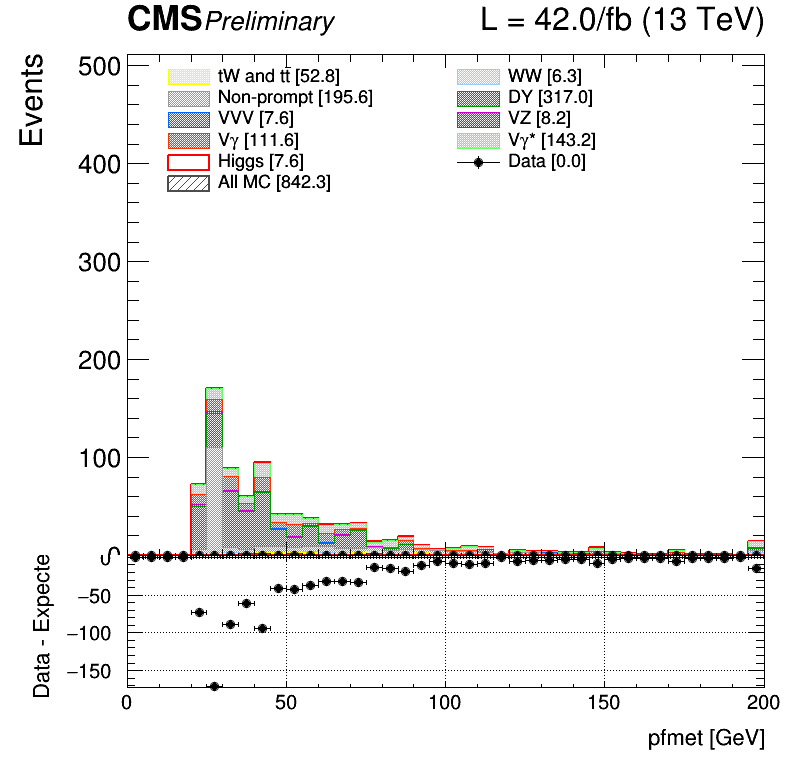 CMS Preliminary L = 42.0/fb (13 TeV)
Events
500
400
300
200
100
0
tW and tt̄ [52.8]
Non-prompt [195.6]
VVV [7.6]
Vγ [111.6]
Higgs [7.6]
All MC [842.3]
WW [6.3]
DY [317.0]
VZ [8.2]
Vγ* [143.2]
Data [0.0]
Data - Expecte
0
−50
−100
−150
0 50 100 150 200
pfmet [GeV]